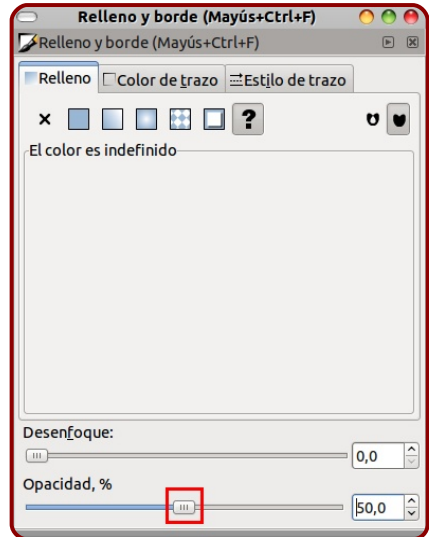 Relleno y borde (Mayús+Ctrl+F)
Relleno y borde (Mayús+Ctrl+F)
Relleno Color de trazo Estilo de trazo
?
El color es indefinido
Desenfoque:
0,0
Opacidad, %
50,0